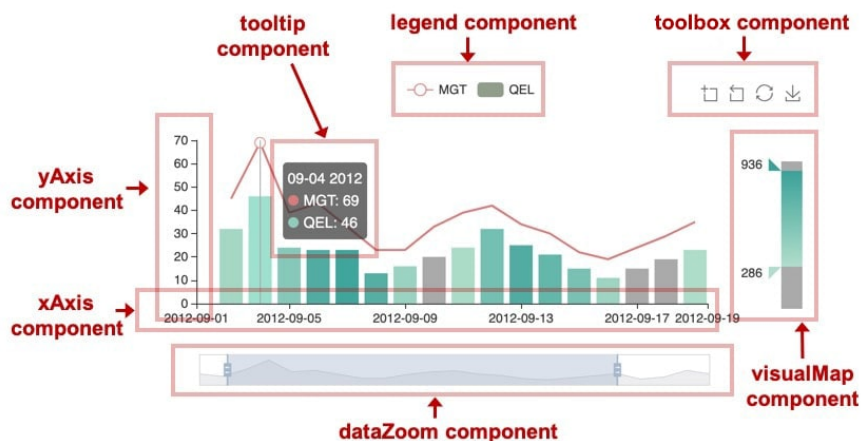 tooltip
component
legend component
toolbox component
MGT QEL
yAxis
component
70
60
50
40
30
20
10
0
09-04 2012
MGT: 69
QEL: 46
936
286
xAxis
component
2012-09-01 2012-09-05 2012-09-09 2012-09-13 2012-09-17 2012-09-19
visualMap
component
dataZoom component